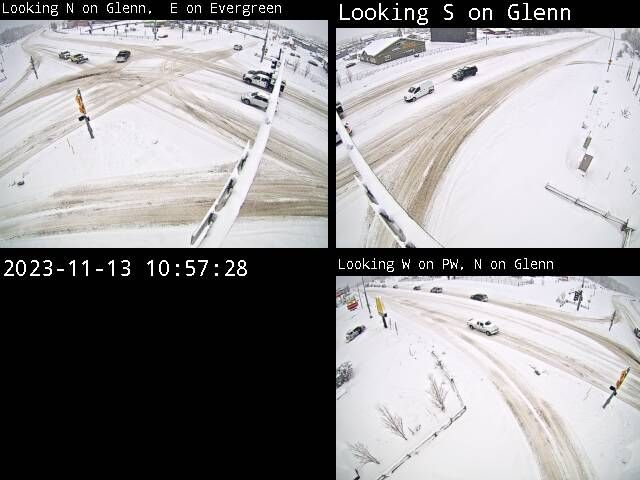 Looking N on Glenn,  E on Evergreen
Looking S on Glenn
2023-11-13 10:57:28
Looking W on PW, N on Glenn